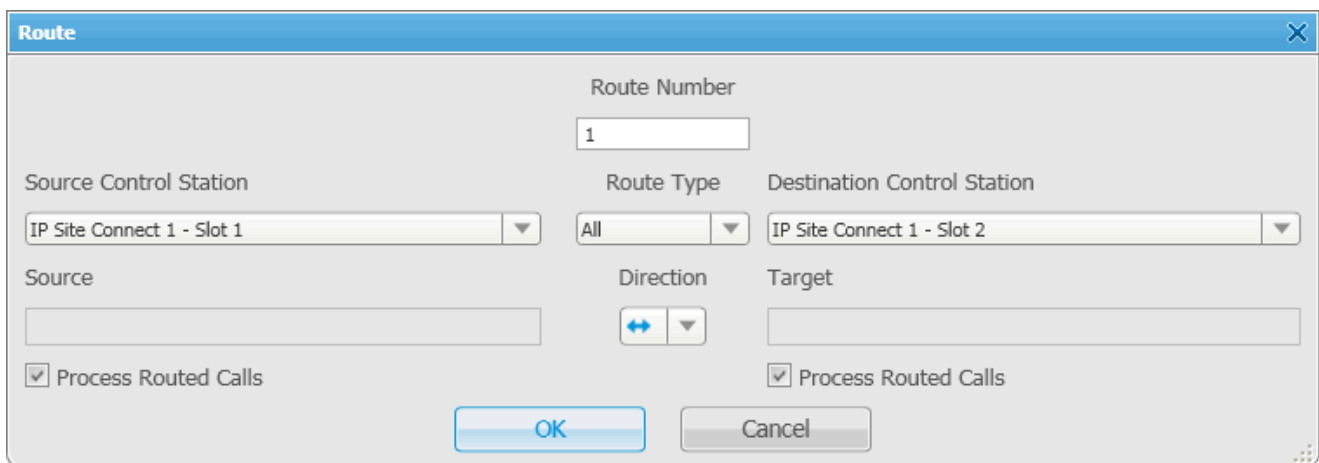 Route
Route Number
1
Source Control Station Route Type Destination Control Station
IP Site Connect 1 - Slot 1 All IP Site Connect 1 - Slot 2
Source Direction Target
Process Routed Calls Process Routed Calls
OK Cancel